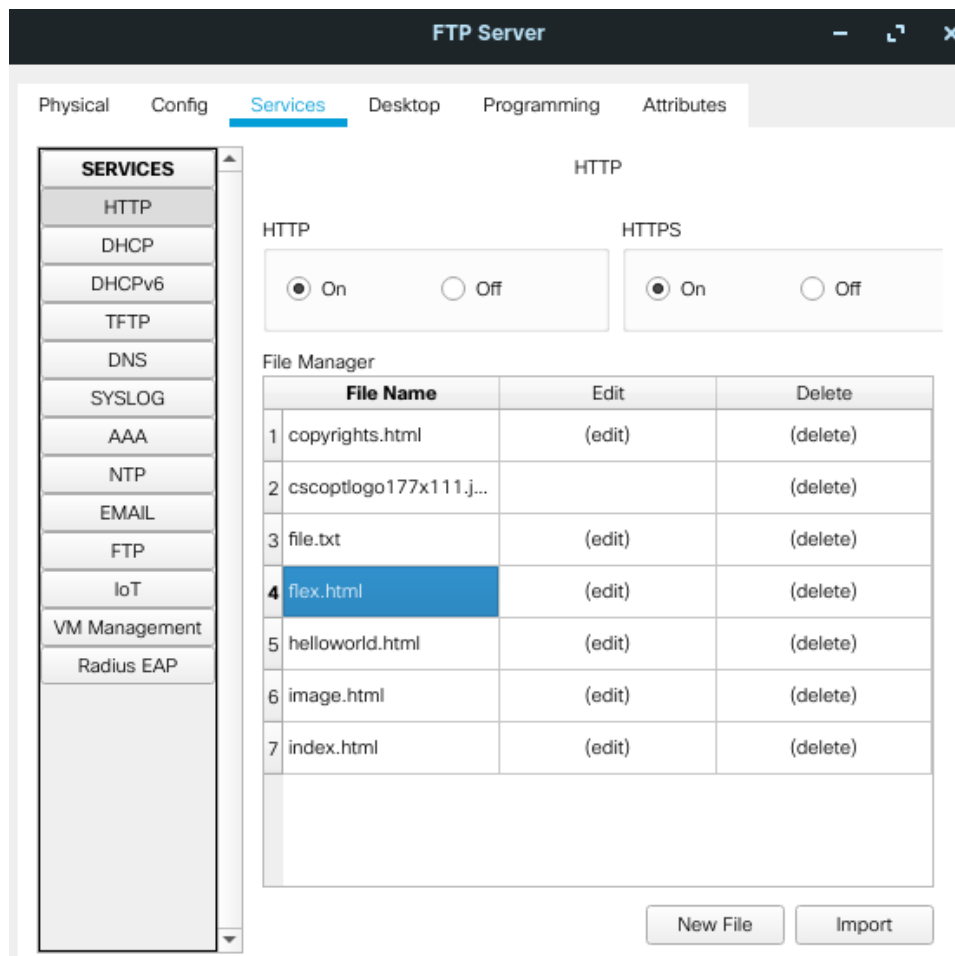 FTP Server
Physical Config Services Desktop Programming Attributes
SERVICES
HTTP
DHCP
DHCPv6
TFTP
DNS
SYSLOG
AAA
NTP
EMAIL
FTP
IoT
VM Management
Radius EAP
HTTP
HTTP HTTPS
On Off On Off
File Manager
File Name Edit Delete
1 copyrights.html (edit) (delete)
2 cscoptlogo177x111.j... (delete)
3 file.txt (edit) (delete)
4 flex.html (edit) (delete)
5 helloworld.html (edit) (delete)
6 image.html (edit) (delete)
7 index.html (edit) (delete)
New File Import